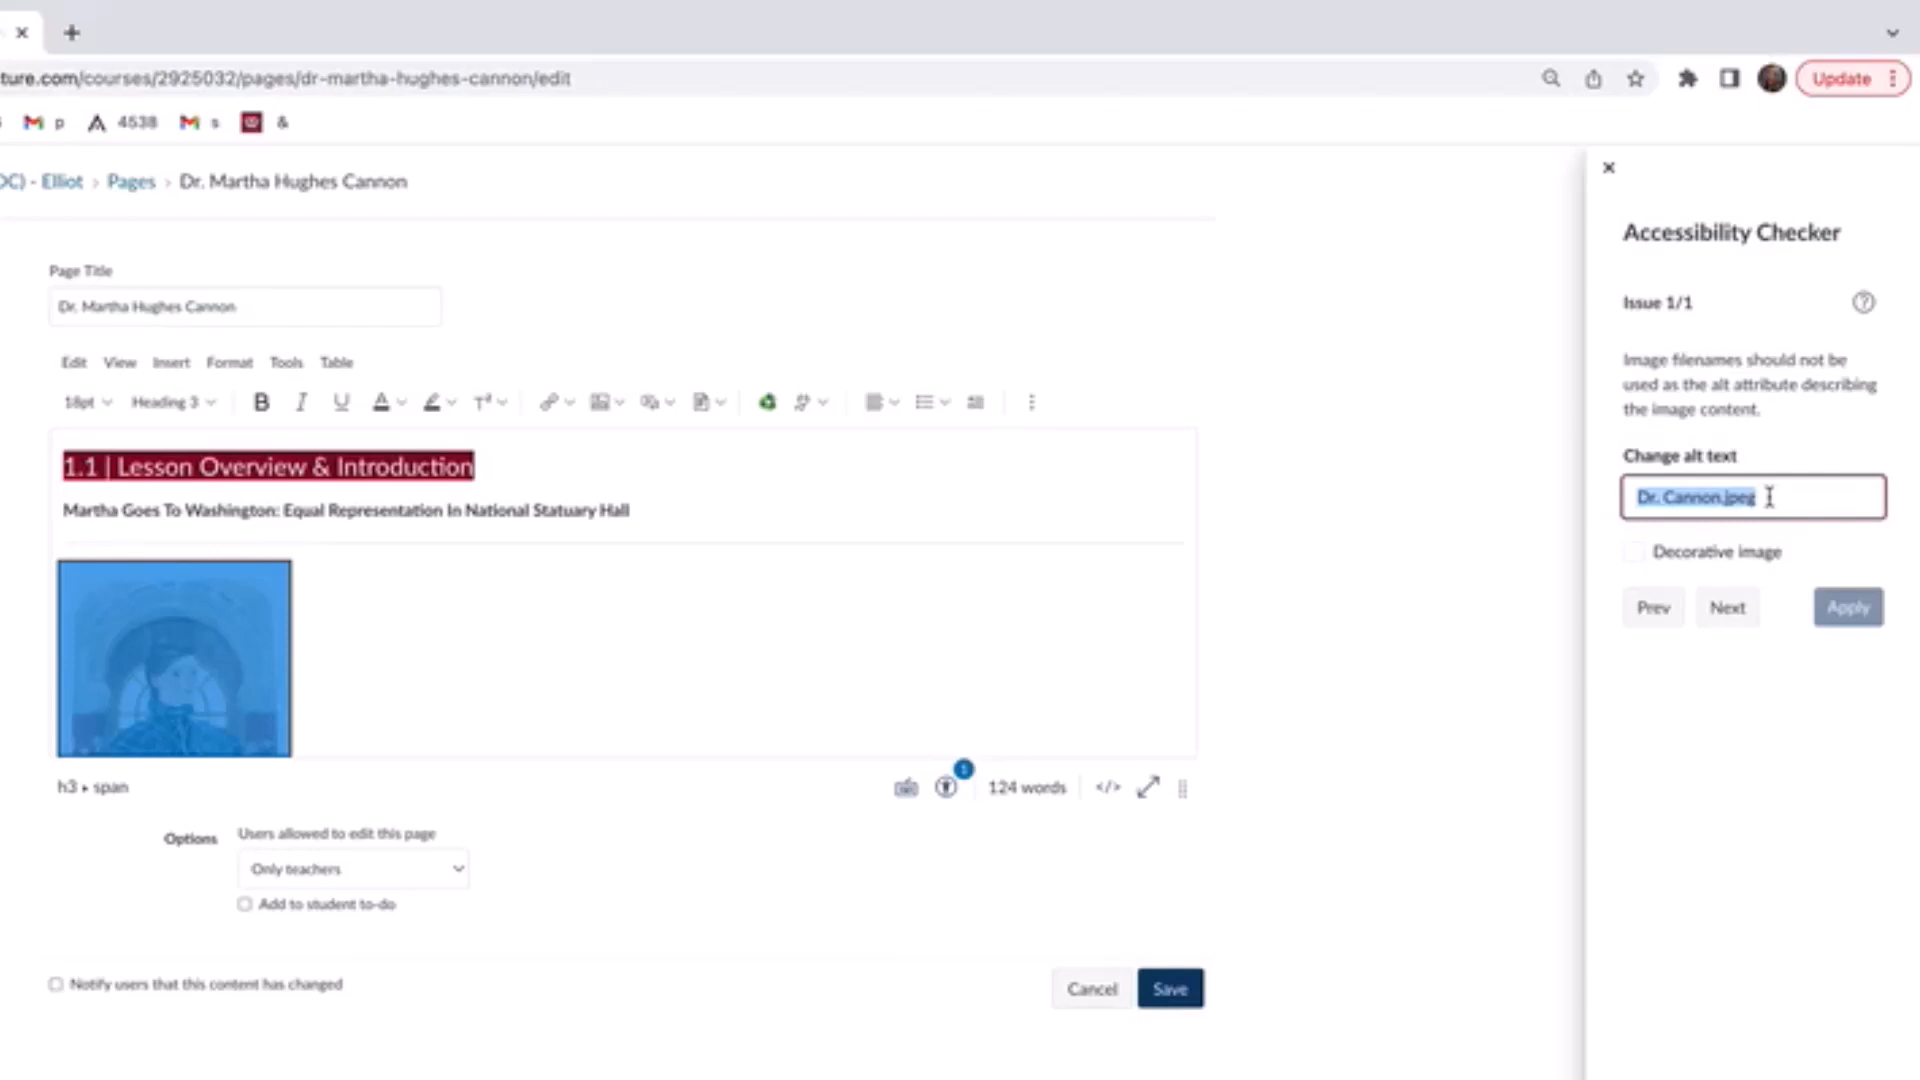 ture.com/courses/2925032/pages/dr-martha-hughes-cannon/edit
Update
p 4538 s &
OC) - Elliot › Pages › Dr. Martha Hughes Cannon
Page Title
Dr. Martha Hughes Cannon
Edit View Insert Format Tools Table
18pt Heading 3 B I U A
1.1 | Lesson Overview & Introduction
Martha Goes To Washington: Equal Representation In National Statuary Hall
h3 ▸ span
1
124 words </>
Options
Users allowed to edit this page
Only teachers
Add to student to-do
Notify users that this content has changed
Cancel Save
Accessibility Checker
Issue 1/1
Image filenames should not be
used as the alt attribute describing
the image content.
Change alt text
Dr. Cannon.jpeg
Decorative image
Prev Next Apply